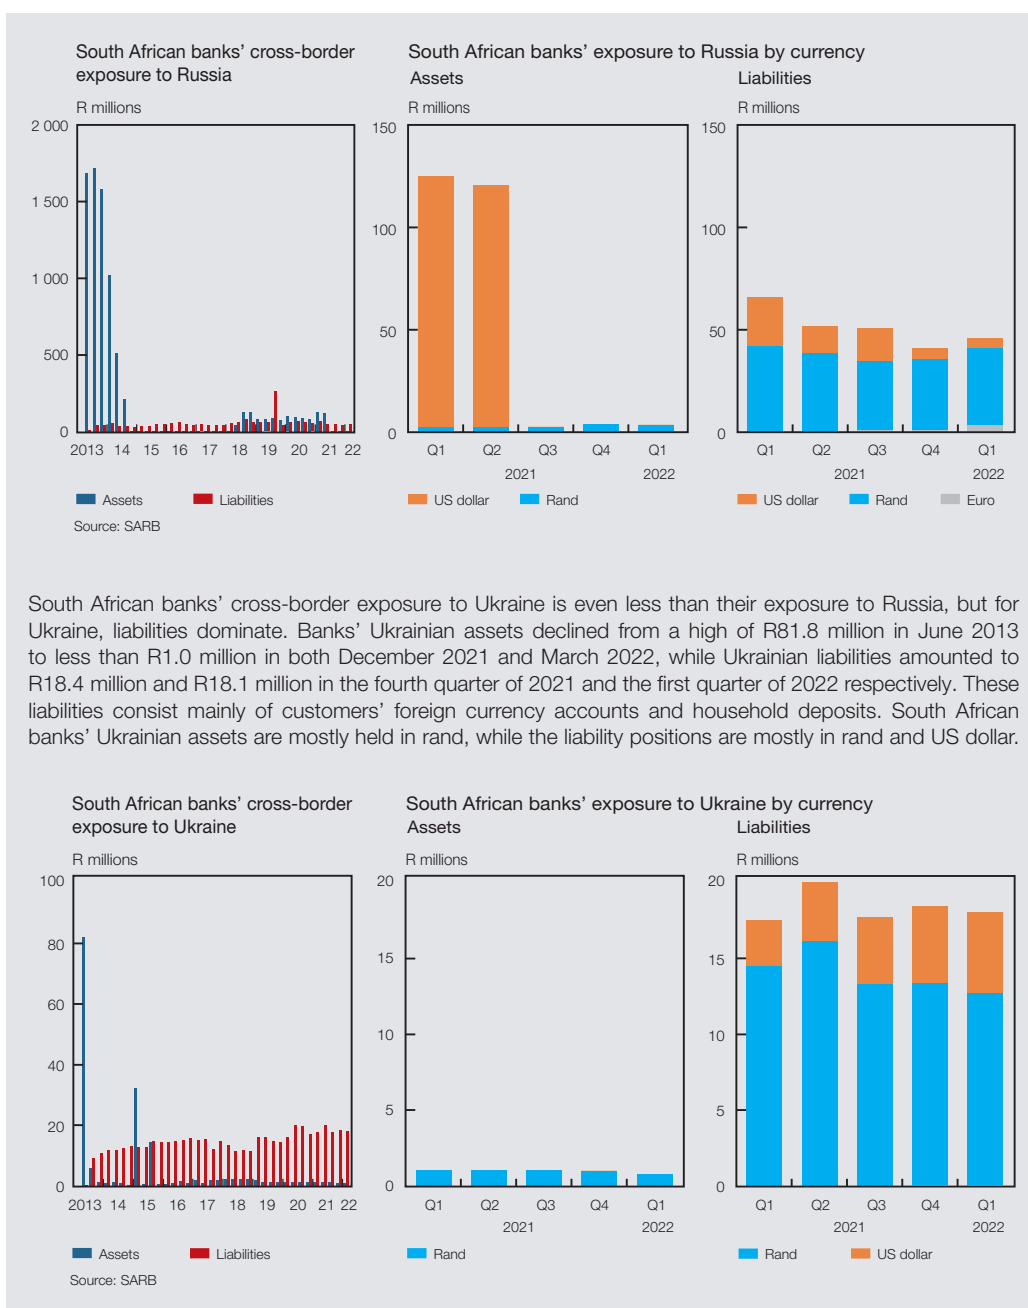 South African banks' cross-border
exposure to Russia
R millions
2 000
1 500
1 000
500
0
2013 14 15 16 17 18 19 20 21 22
Assets Liabilities
Source: SARB
South African banks' exposure to Russia by currency
Assets
R millions
150
100
50
0
Q1 Q2 Q3 Q4 Q1
2021 2022
US dollar Rand
Liabilities
R millions
150
100
50
0
Q1 Q2 Q3 Q4 Q1
2021 2022
US dollar Rand Euro
South African banks' cross-border exposure to Ukraine is even less than their exposure to Russia, but for
Ukraine, liabilities dominate. Banks' Ukrainian assets declined from a high of R81.8 million in June 2013
to less than R1.0 million in both December 2021 and March 2022, while Ukrainian liabilities amounted to
R18.4 million and R18.1 million in the fourth quarter of 2021 and the first quarter of 2022 respectively. These
liabilities consist mainly of customers' foreign currency accounts and household deposits. South African
banks' Ukrainian assets are mostly held in rand, while the liability positions are mostly in rand and US dollar.
South African banks' cross-border
exposure to Ukraine
R millions
100
80
60
40
20
0
2013 14 15 16 17 18 19 20 21 22
Assets Liabilities
Source: SARB
South African banks' exposure to Ukraine by currency
Assets
R millions
20
15
10
5
0
Q1 Q2 Q3 Q4 Q1
2021 2022
Rand
Liabilities
R millions
20
15
10
5
0
Q1 Q2 Q3 Q4 Q1
2021 2022
Rand US dollar